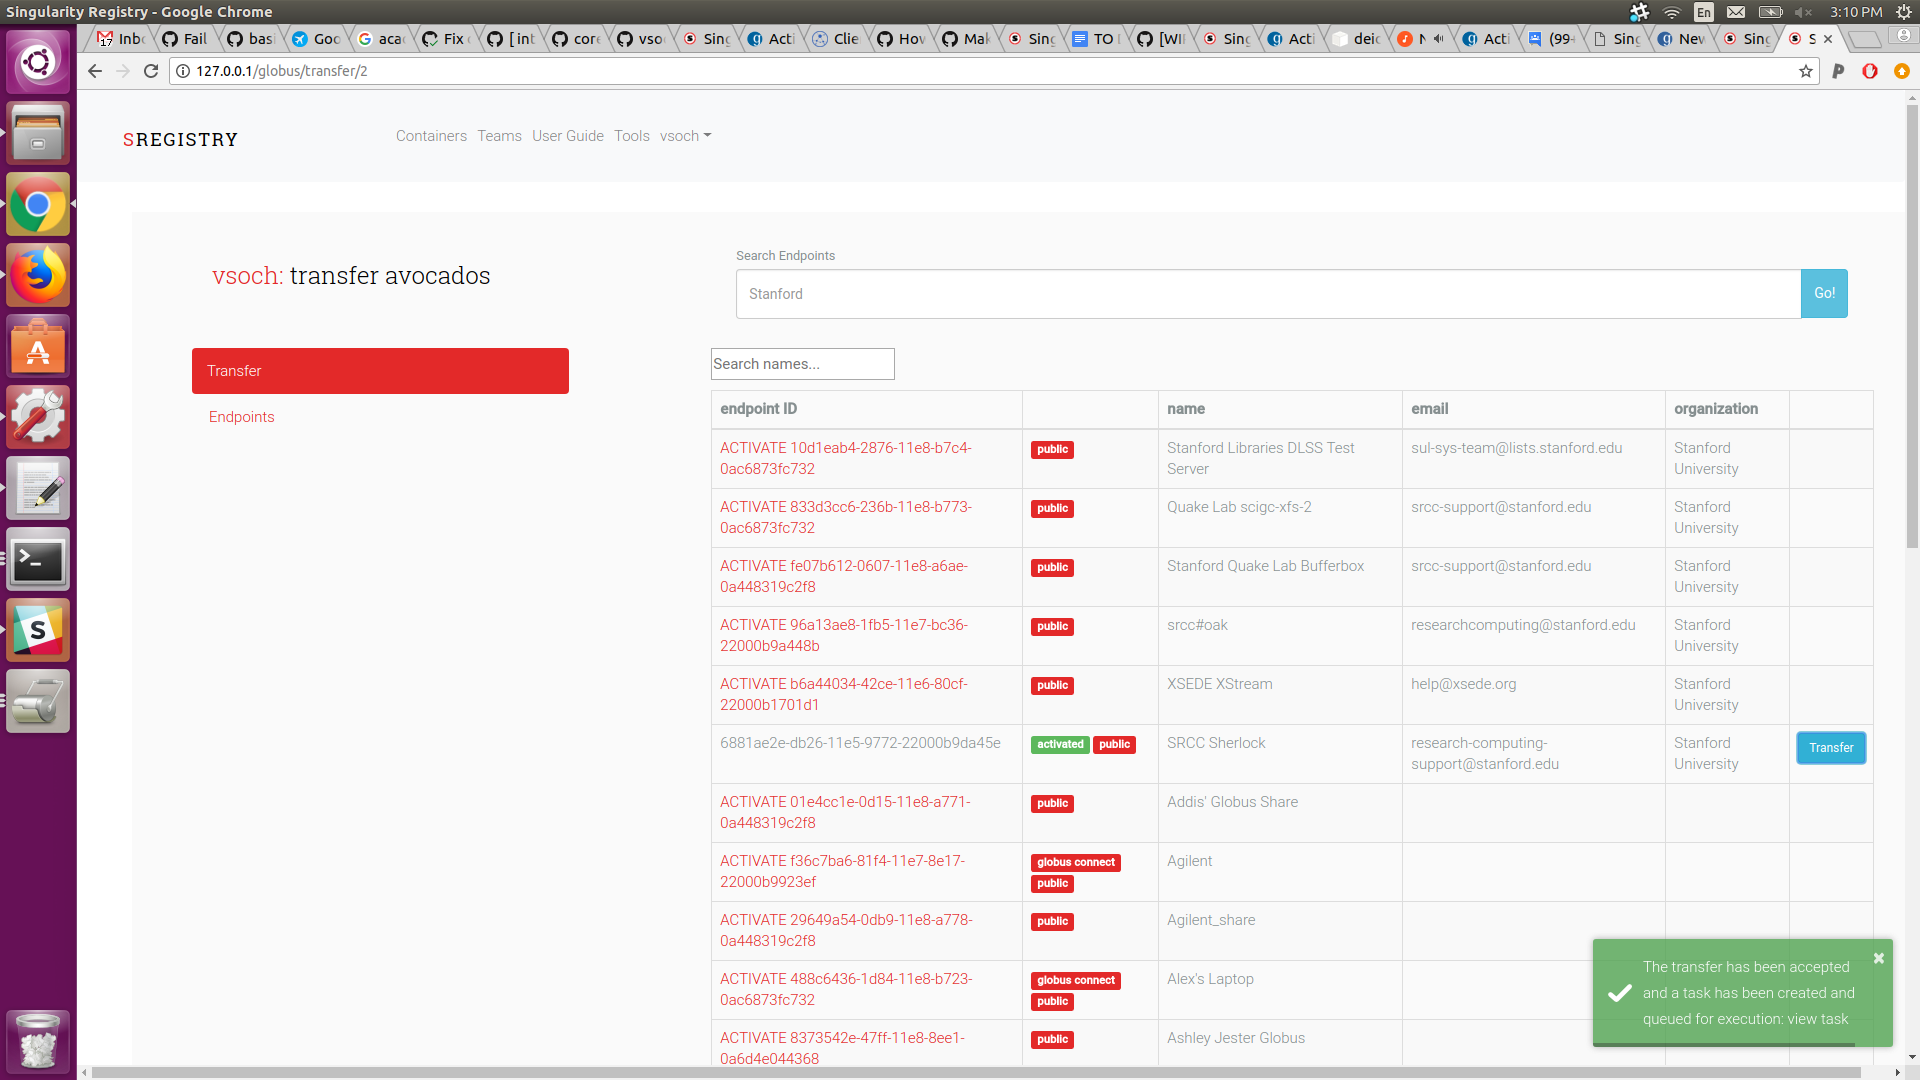 Singularity Registry - Google Chrome
En
3:10 PM
17
Inb
Fail
basi
Goo
aca
Fix
[ int
core
vso
Sing
Acti
Clie
Hov
Mak
Sing
TO
[WIP
Sing
Acti
deic
N
Acti
(99+
Sing
New
Sing
S
127.0.0.1/globus/transfer/2
SREGISTRY
Containers Teams User Guide Tools vsoch
vsoch: transfer avocados
Search Endpoints
Stanford
Go!
Transfer
Endpoints
Search names...
endpoint ID name email organization
ACTIVATE 10d1eab4-2876-11e8-b7c4- public Stanford Libraries DLSS Test sul-sys-team@lists.stanford.edu Stanford
0ac6873fc732 Server University
ACTIVATE 833d3cc6-236b-11e8-b773- public Quake Lab scigc-xfs-2 srcc-support@stanford.edu Stanford
0ac6873fc732 University
ACTIVATE fe07b612-0607-11e8-a6ae- public Stanford Quake Lab Bufferbox srcc-support@stanford.edu Stanford
0a448319c2f8 University
ACTIVATE 96a13ae8-1fb5-11e7-bc36- public srcc#oak researchcomputing@stanford.edu Stanford
22000b9a448b University
ACTIVATE b6a44034-42ce-11e6-80cf- public XSEDE XStream help@xsede.org Stanford
22000b1701d1 University
6881ae2e-db26-11e5-9772-22000b9da45e activated public SRCC Sherlock research-computing- Stanford Transfer
support@stanford.edu University
ACTIVATE 01e4cc1e-0d15-11e8-a771- public Addis' Globus Share
0a448319c2f8
ACTIVATE f36c7ba6-81f4-11e7-8e17- globus connect Agilent
22000b9923ef public
ACTIVATE 29649a54-0db9-11e8-a778- public Agilent_share
0a448319c2f8
ACTIVATE 488c6436-1d84-11e8-b723- globus connect Alex's Laptop
0ac6873fc732 public
ACTIVATE 8373542e-47ff-11e8-8ee1- public Ashley Jester Globus
0a6d4e044368
The transfer has been accepted
and a task has been created and
queued for execution: view task